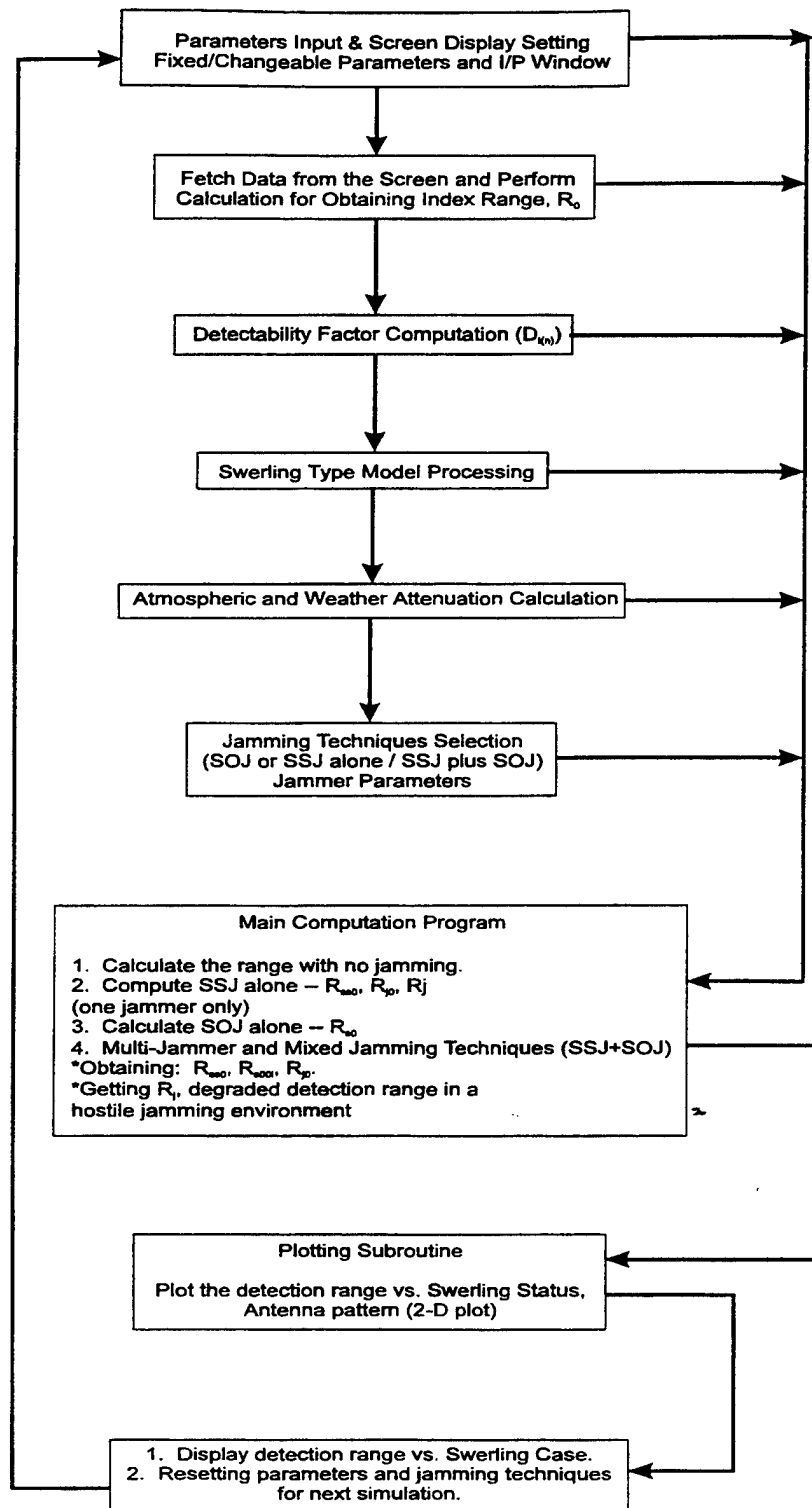 Parameters Input & Screen Display Setting
Fixed/Changeable Parameters and I/P Window
Fetch Data from the Screen and Perform
Calculation for Obtaining Index Range, R₀
Detectability Factor Computation (D)
Swerling Type Model Processing
Atmospheric and Weather Attenuation Calculation
Jamming Techniques Selection
(SOJ or SSJ alone / SSJ plus SOJ)
Jammer Parameters
Main Computation Program
1. Calculate the range with no jamming.
2. Compute SSJ alone – Rj
(one jammer only)
3. Calculate SOJ alone –
4. Multi-Jammer and Mixed Jamming Techniques (SSJ+SOJ)
*Obtaining:
*Getting degraded detection range in a
hostile jamming environment
Plotting Subroutine
Plot the detection range vs. Swerling Status,
Antenna pattern (2-D plot)
1. Display detection range vs. Swerling Case.
2. Resetting parameters and jamming techniques
for next simulation.